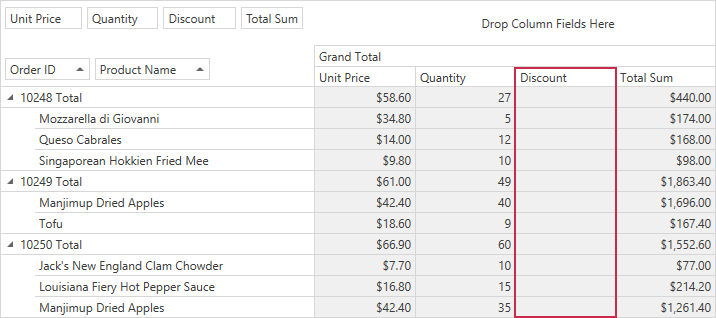 Unit Price Quantity Discount Total Sum
Drop Column Fields Here
Order ID Product Name
Grand Total
Unit Price Quantity Discount Total Sum
10248 Total $58.60 27 $440.00
Mozzarella di Giovanni $34.80 5 $174.00
Queso Cabrales $14.00 12 $168.00
Singaporean Hokkien Fried Mee $9.80 10 $98.00
10249 Total $61.00 49 $1,863.40
Manjimup Dried Apples $42.40 40 $1,696.00
Tofu $18.60 9 $167.40
10250 Total $66.90 60 $1,552.60
Jack's New England Clam Chowder $7.70 10 $77.00
Louisiana Fiery Hot Pepper Sauce $16.80 15 $214.20
Manjimup Dried Apples $42.40 35 $1,261.40